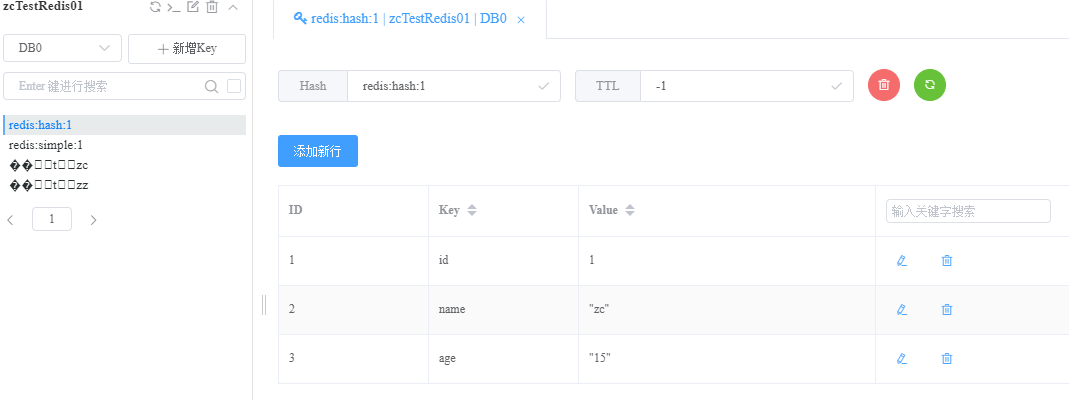 zcTestRedis01
DB0
新增Key
Enter 键进行搜索
redis:hash:1
redis:simple:1
��□□t□□zc
��□□t□□zz
1
redis:hash:1 | zcTestRedis01 | DB0
Hash redis:hash:1 TTL -1
添加新行
ID Key Value 输入关键字搜索
1 id 1
2 name "zc"
3 age "15"